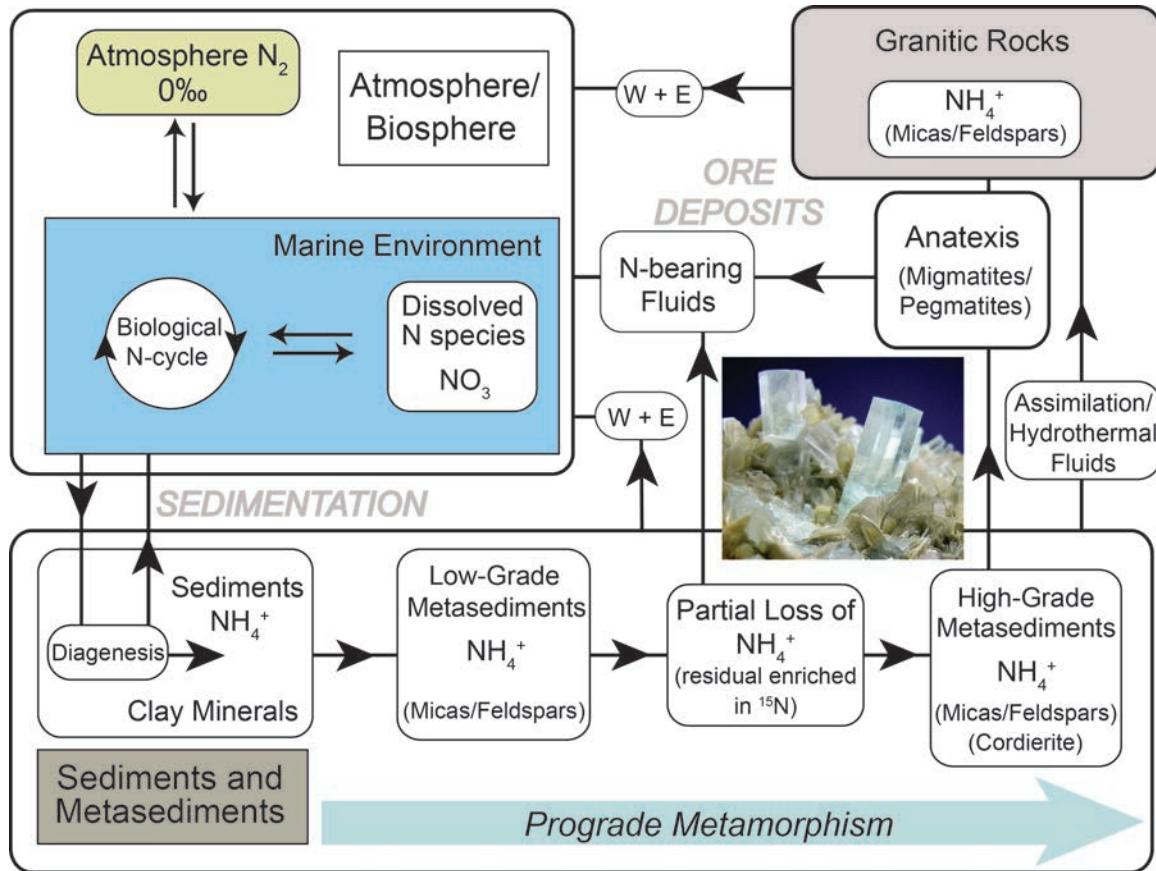 Atmosphere N₂
0‰
Atmosphere/
Biosphere
W + E
Granitic Rocks
NH₄⁺
(Micas/Feldspars)
ORE
DEPOSITS
Marine Environment
Biological
N-cycle
Dissolved
N species
NO₃
N-bearing
Fluids
Anatexis
(Migmatites/
Pegmatites)
W + E
Assimilation/
Hydrothermal
Fluids
SEDIMENTATION
Sediments
NH₄⁺
Diagenesis
Clay Minerals
Low-Grade
Metasediments
NH₄⁺
(Micas/Feldspars)
Partial Loss of
NH₄⁺
(residual enriched
in ¹⁵N)
High-Grade
Metasediments
NH₄⁺
(Micas/Feldspars)
(Cordierite)
Sediments and
Metasediments
Prograde Metamorphism